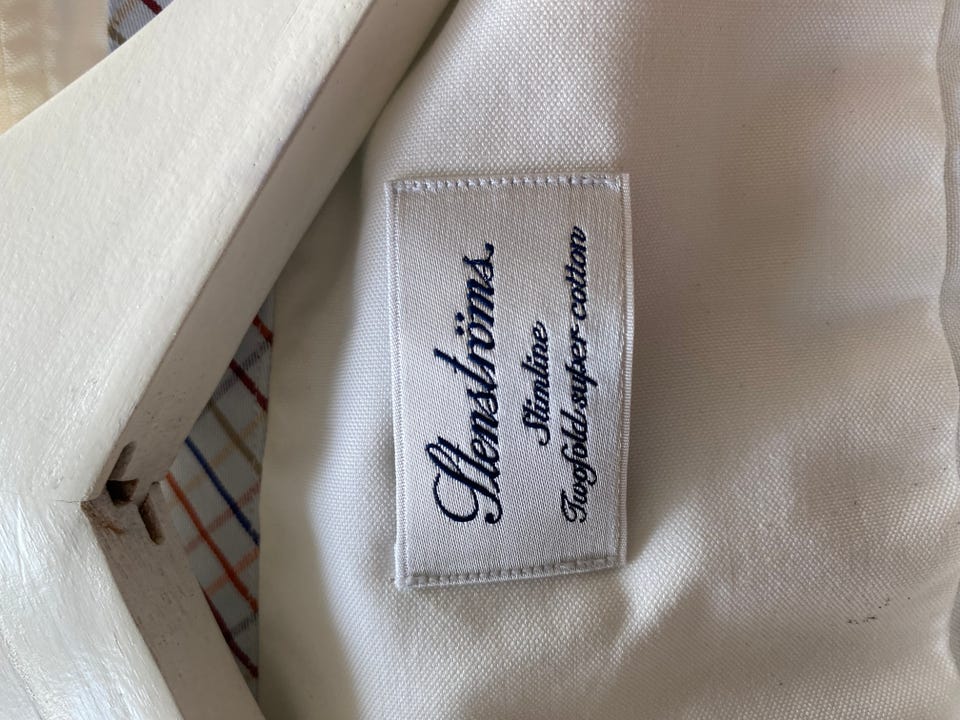 Stenströms.
Slimline
Twofold super cotton